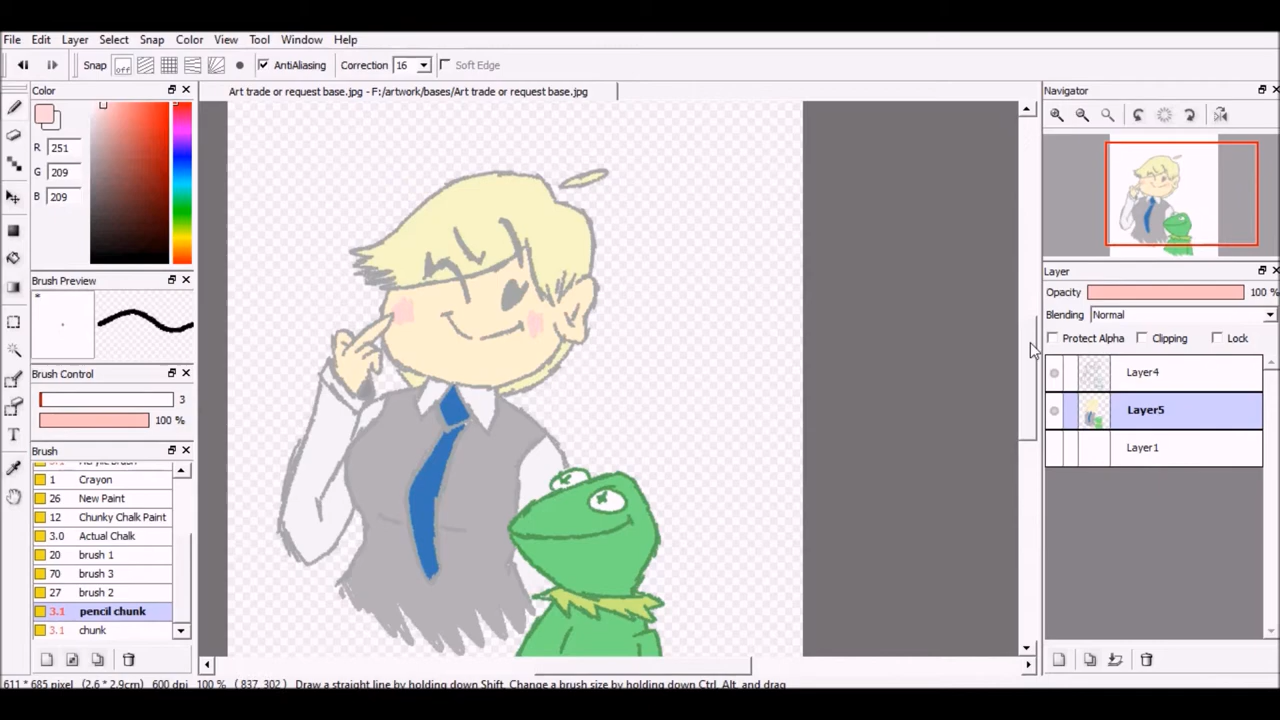 File Edit Layer Select Snap Color View Tool Window Help
Snap off AntiAliasing Correction 16 Soft Edge
Color
Art trade or request base.jpg - F:/artwork/bases/Art trade or request base.jpg
Navigator
R 251
G 209
B 209
Brush Preview
*
Layer
Opacity 100 %
Blending Normal
Protect Alpha Clipping Lock
Brush Control
3
100 %
Layer4
Layer5
Layer1
Brush
1 Crayon
26 New Paint
12 Chunky Chalk Paint
3.0 Actual Chalk
20 brush 1
70 brush 3
27 brush 2
3.1 pencil chunk
3.1 chunk
611 * 685 pixel (2.6 * 2.9cm) 600 dpi 100 % (837, 302) Draw a straight line by holding down Shift, Change a brush size by holding down Ctrl, Alt, and drag